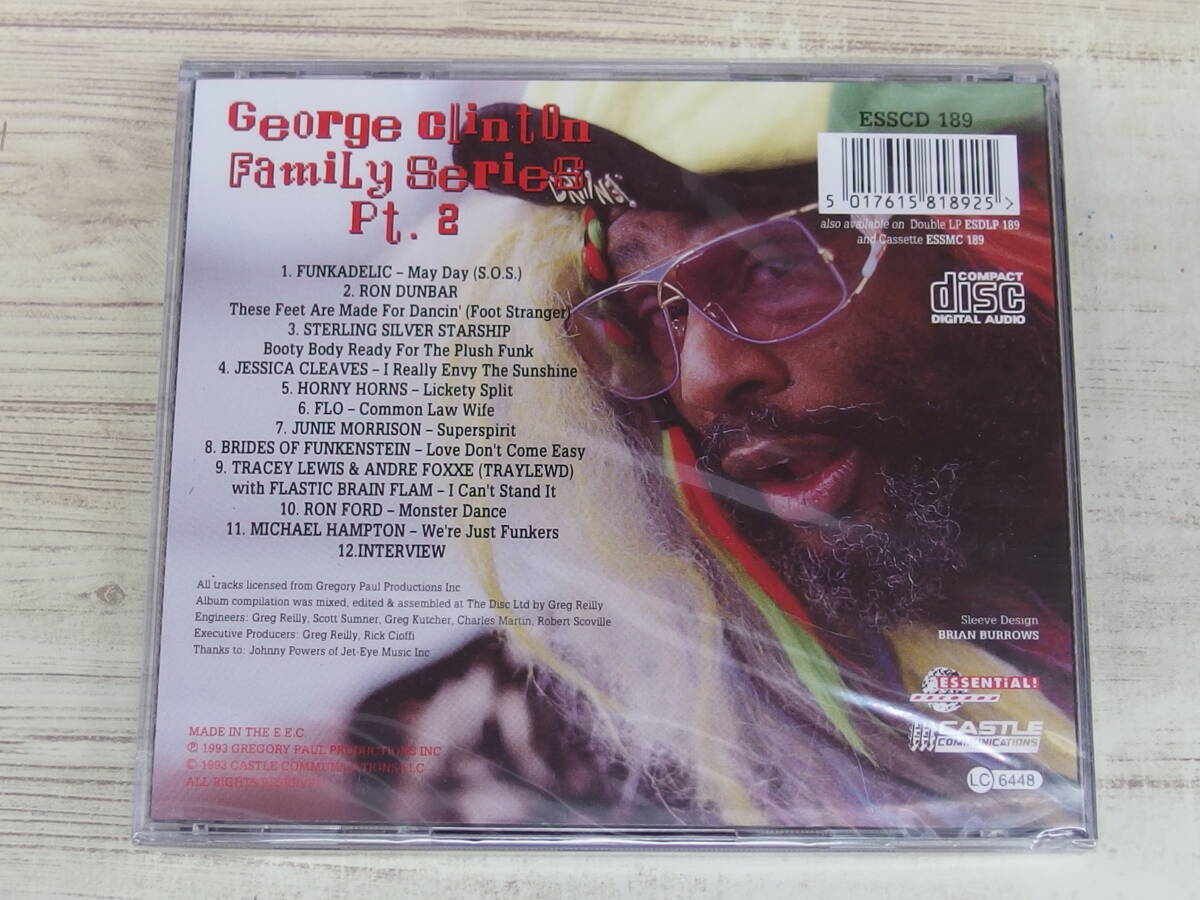 George Clinton
Family Series
Pt. 2
ESSCD 189
5 017615 818925 >
also available on Double LP ESDLP 189
and Cassette ESSMC 189
COMPACT
disc
DIGITAL AUDIO
1. FUNKADELIC – May Day (S.O.S.)
2. RON DUNBAR
These Feet Are Made For Dancin' (Foot Stranger)
3. STERLING SILVER STARSHIP
Booty Body Ready For The Plush Funk
4. JESSICA CLEAVES – I Really Envy The Sunshine
5. HORNY HORNS – Lickety Split
6. FLO – Common Law Wife
7. JUNIE MORRISON – Superspirit
8. BRIDES OF FUNKENSTEIN – Love Don't Come Easy
9. TRACEY LEWIS & ANDRE FOXXE (TRAYLEWD)
with FLASTIC BRAIN FLAM – I Can't Stand It
10. RON FORD – Monster Dance
11. MICHAEL HAMPTON – We're Just Funkers
12.INTERVIEW
All tracks licensed from Gregory Paul Productions Inc
Album compilation was mixed, edited & assembled at The Disc Ltd by Greg Reilly
Engineers: Greg Reilly, Scott Sumner, Greg Kutcher, Charles Martin, Robert Scoville
Executive Producers: Greg Reilly, Rick Cioffi
Thanks to: Johnny Powers of Jet-Eye Music Inc
Sleeve Design
BRIAN BURROWS
ESSENTiAL!
RECORDS
CASTLE
COMMUNICATIONS
LC 6448
MADE IN THE E.E.C.
℗ 1993 GREGORY PAUL PRODUCTIONS INC
© 1993 CASTLE COMMUNICATIONS PLC
ALL RIGHTS RESERVED